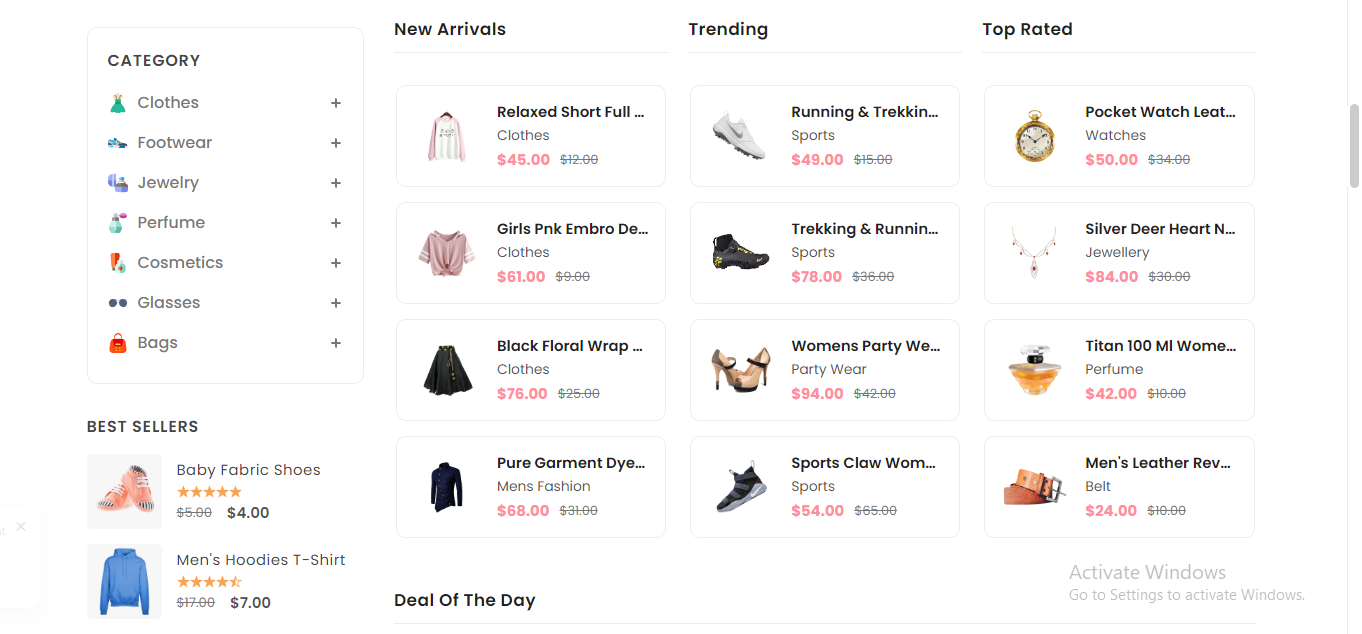 CATEGORY
Clothes +
Footwear +
Jewelry +
Perfume +
Cosmetics +
Glasses +
Bags +
BEST SELLERS
Baby Fabric Shoes
★★★★★
$5.00 $4.00
Men's Hoodies T-Shirt
$17.00 $7.00
New Arrivals
Relaxed Short Full ...
Clothes
$45.00 $12.00
Girls Pnk Embro De...
Clothes
$61.00 $9.00
Black Floral Wrap ...
Clothes
$76.00 $25.00
Pure Garment Dye...
Mens Fashion
$68.00 $31.00
Trending
Running & Trekkin...
Sports
$49.00 $15.00
Trekking & Runnin...
Sports
$78.00 $36.00
Womens Party We...
Party Wear
$94.00 $42.00
Sports Claw Wom...
Sports
$54.00 $65.00
Top Rated
Pocket Watch Leat...
Watches
$50.00 $34.00
Silver Deer Heart N...
Jewellery
$84.00 $30.00
Titan 100 Ml Wome...
Perfume
$42.00 $10.00
Men's Leather Rev...
Belt
$24.00 $10.00
Deal Of The Day
Activate Windows
Go to Settings to activate Windows.